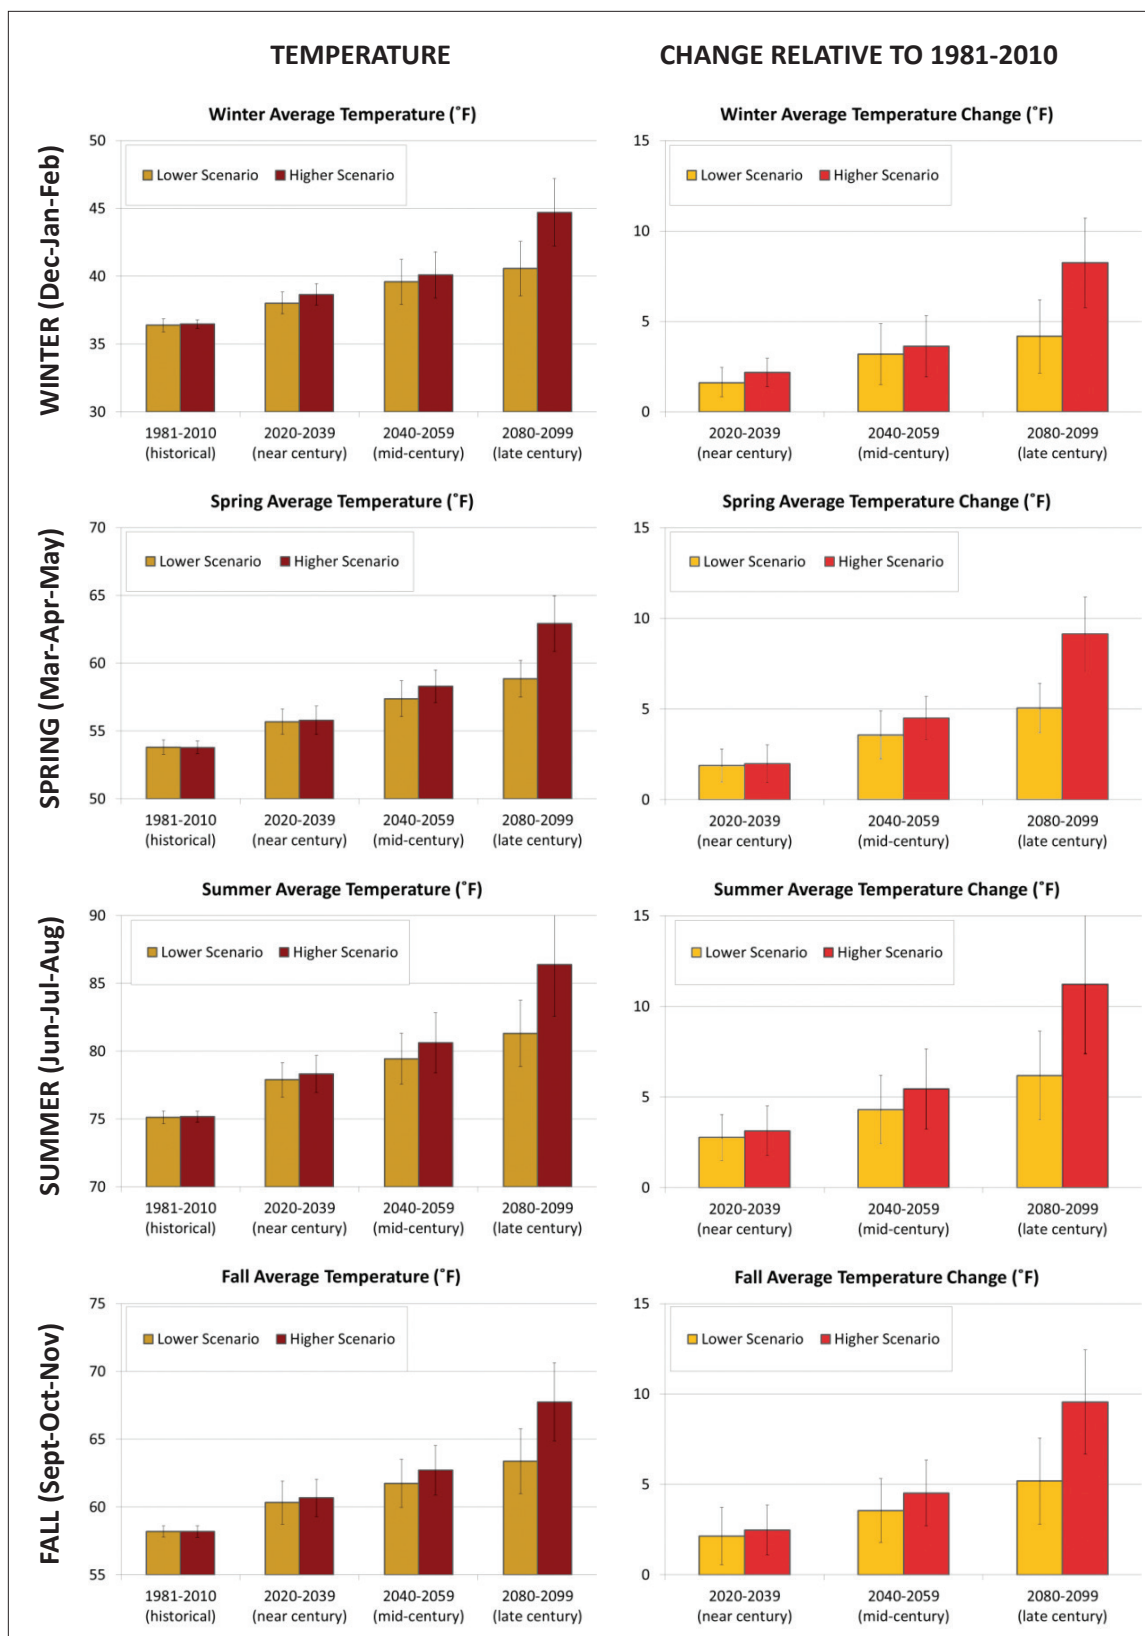 TEMPERATURE
CHANGE RELATIVE TO 1981-2010
WINTER (Dec-Jan-Feb)
Winter Average Temperature (˚F)
50
45
40
35
30
Lower Scenario Higher Scenario
1981-2010 2020-2039 2040-2059 2080-2099
(historical) (near century) (mid-century) (late century)
Winter Average Temperature Change (˚F)
15
10
5
0
Lower Scenario Higher Scenario
2020-2039 2040-2059 2080-2099
(near century) (mid-century) (late century)
SPRING (Mar-Apr-May)
Spring Average Temperature (˚F)
70
65
60
55
50
Lower Scenario Higher Scenario
1981-2010 2020-2039 2040-2059 2080-2099
(historical) (near century) (mid-century) (late century)
Spring Average Temperature Change (˚F)
15
10
5
0
Lower Scenario Higher Scenario
2020-2039 2040-2059 2080-2099
(near century) (mid-century) (late century)
SUMMER (Jun-Jul-Aug)
Summer Average Temperature (˚F)
90
85
80
75
70
Lower Scenario Higher Scenario
1981-2010 2020-2039 2040-2059 2080-2099
(historical) (near century) (mid-century) (late century)
Summer Average Temperature Change (˚F)
15
10
5
0
Lower Scenario Higher Scenario
2020-2039 2040-2059 2080-2099
(near century) (mid-century) (late century)
FALL (Sept-Oct-Nov)
Fall Average Temperature (˚F)
75
70
65
60
55
Lower Scenario Higher Scenario
1981-2010 2020-2039 2040-2059 2080-2099
(historical) (near century) (mid-century) (late century)
Fall Average Temperature Change (˚F)
15
10
5
0
Lower Scenario Higher Scenario
2020-2039 2040-2059 2080-2099
(near century) (mid-century) (late century)